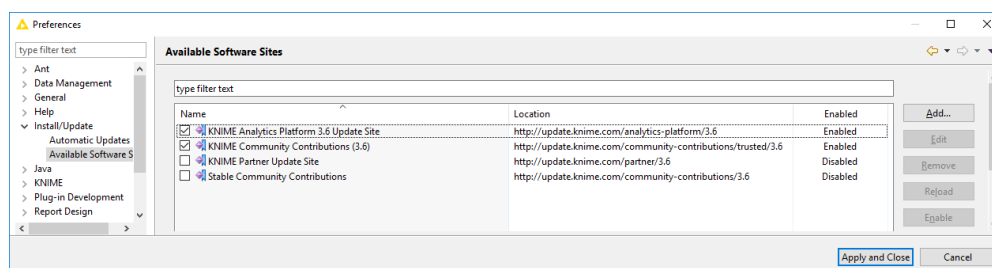 Preferences
type filter text
Available Software Sites
Ant
Data Management
General
Help
Install/Update
Automatic Updates
Available Software S
Java
KNIME
Plug-in Development
Report Design
type filter text
Name Location Enabled
KNIME Analytics Platform 3.6 Update Site http://update.knime.com/analytics-platform/3.6 Enabled
KNIME Community Contributions (3.6) http://update.knime.com/community-contributions/trusted/3.6 Enabled
KNIME Partner Update Site http://update.knime.com/partner/3.6 Disabled
Stable Community Contributions http://update.knime.com/community-contributions/3.6 Disabled
Add...
Edit
Remove
Reload
Enable
Apply and Close Cancel